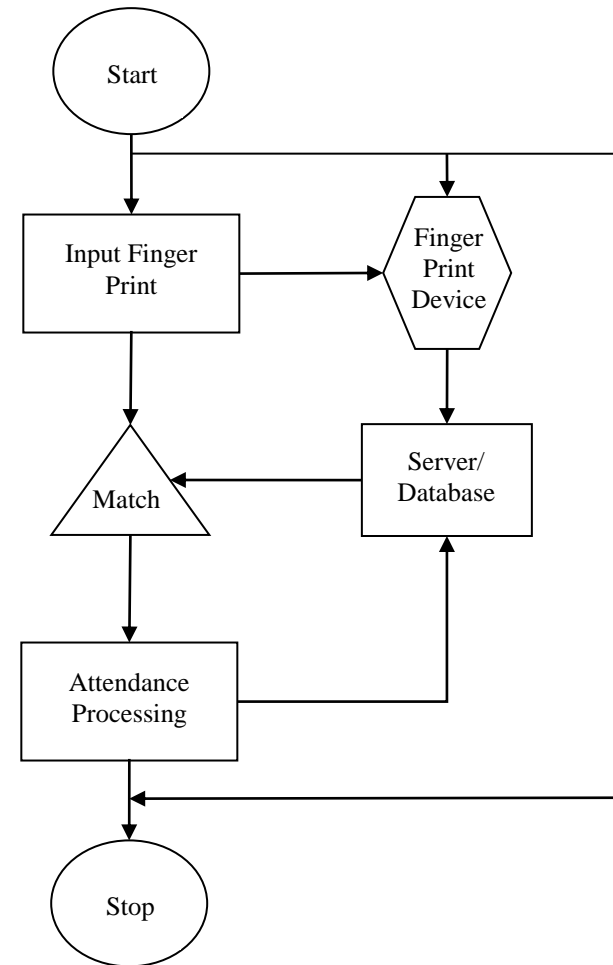 Start
Input Finger
Print
Finger
Print
Device
Match
Server/
Database
Attendance
Processing
Stop